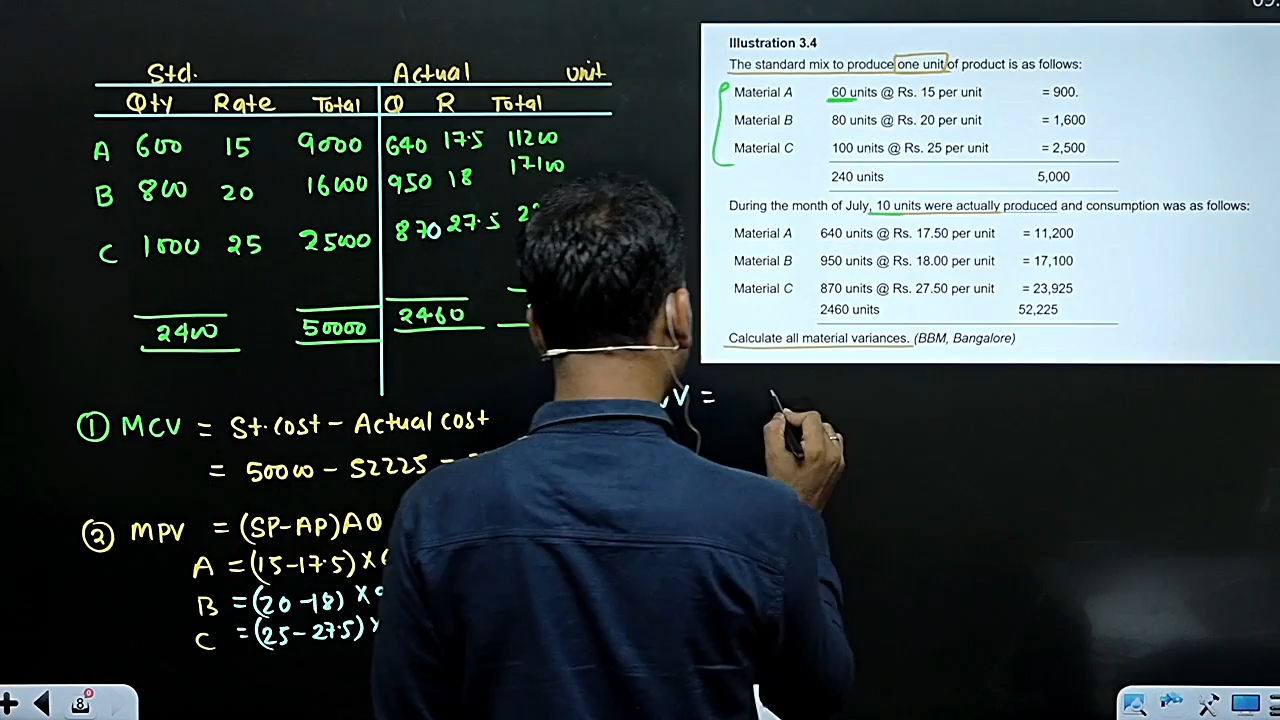 Std. Actual unit
Qty Rate Total Q R Total
A 600 15 9000 640 17.5 11200
B 800 20 16000 950 18 17100
C 1000 25 25000 870 27.5
2400 50000 2460
① MCV = St. cost - Actual cost
= 50000 - 52225 =
② MPV = (SP-AP)AQ
A = (15-17.5)×
B = (20-18)×
C = (25-27.5)×
V =
Illustration 3.4
The standard mix to produce one unit of product is as follows:
Material A 60 units @ Rs. 15 per unit = 900.
Material B 80 units @ Rs. 20 per unit = 1,600
Material C 100 units @ Rs. 25 per unit = 2,500
240 units 5,000
During the month of July, 10 units were actually produced and consumption was as follows:
Material A 640 units @ Rs. 17.50 per unit = 11,200
Material B 950 units @ Rs. 18.00 per unit = 17,100
Material C 870 units @ Rs. 27.50 per unit = 23,925
2460 units 52,225
Calculate all material variances. (BBM, Bangalore)
8